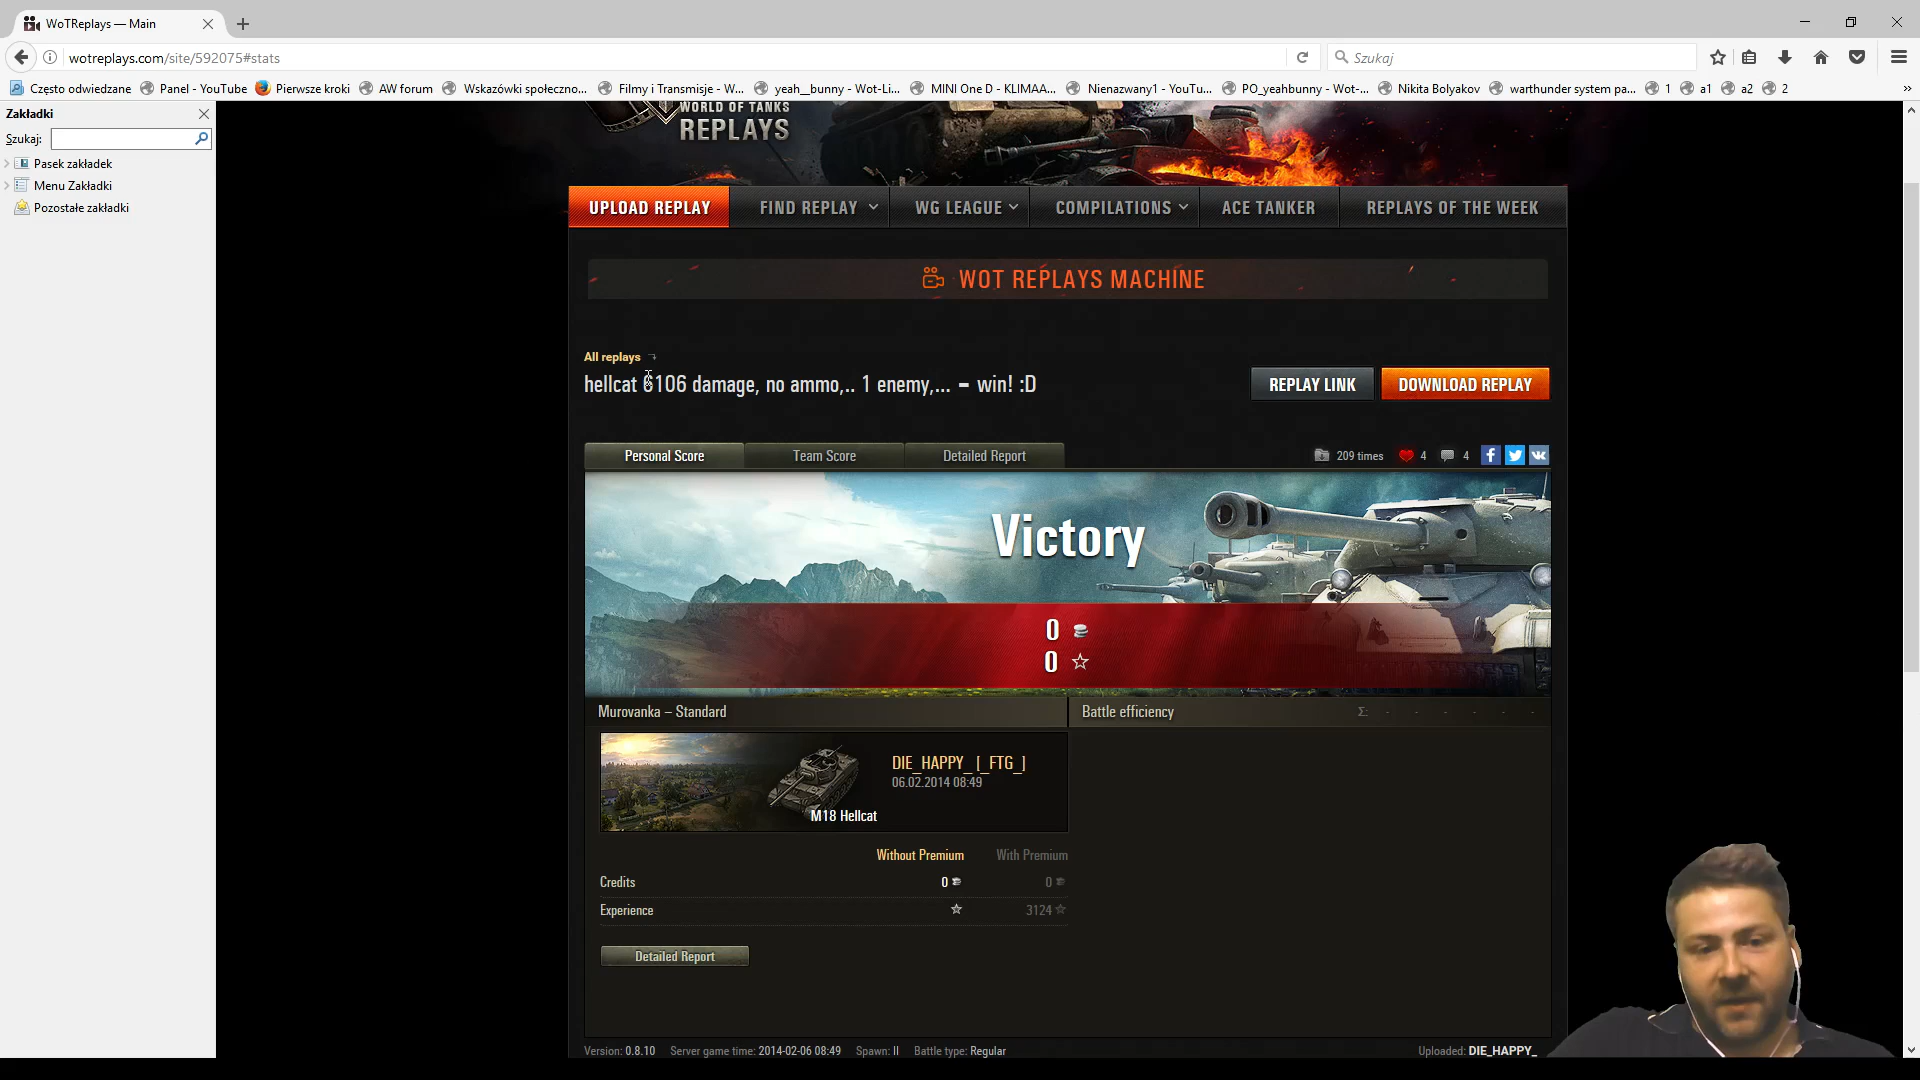 WoTReplays — Main
wotreplays.com/site/592075#stats
Szukaj
Często odwiedzane Panel - YouTube Pierwsze kroki AW forum Wskazówki społeczno... Filmy i Transmisje - W... yeah__bunny - Wot-Li... MINI One D - KLIMAA... Nienazwany1 - YouTu... PO_yeahbunny - Wot-... Nikita Bolyakov warthunder system pa... 1 a1 a2 2
Zakładki
Szukaj:
Pasek zakładek
Menu Zakładki
Pozostałe zakładki
WORLD OF TANKS
REPLAYS
UPLOAD REPLAY FIND REPLAY WG LEAGUE COMPILATIONS ACE TANKER REPLAYS OF THE WEEK
WOT REPLAYS MACHINE
All replays
hellcat 6106 damage, no ammo,.. 1 enemy,... = win! :D
REPLAY LINK DOWNLOAD REPLAY
Personal Score Team Score Detailed Report
209 times 4 4
Victory
0
0
Murovanka – Standard
Battle efficiency Σ: - - - - - -
DIE_HAPPY_ [_FTG_]
06.02.2014 08:49
M18 Hellcat
Without Premium With Premium
Credits 0 0
Experience 3124
Detailed Report
Version: 0.8.10 Server game time: 2014-02-06 08:49 Spawn: II Battle type: Regular Uploaded: DIE_HAPPY_